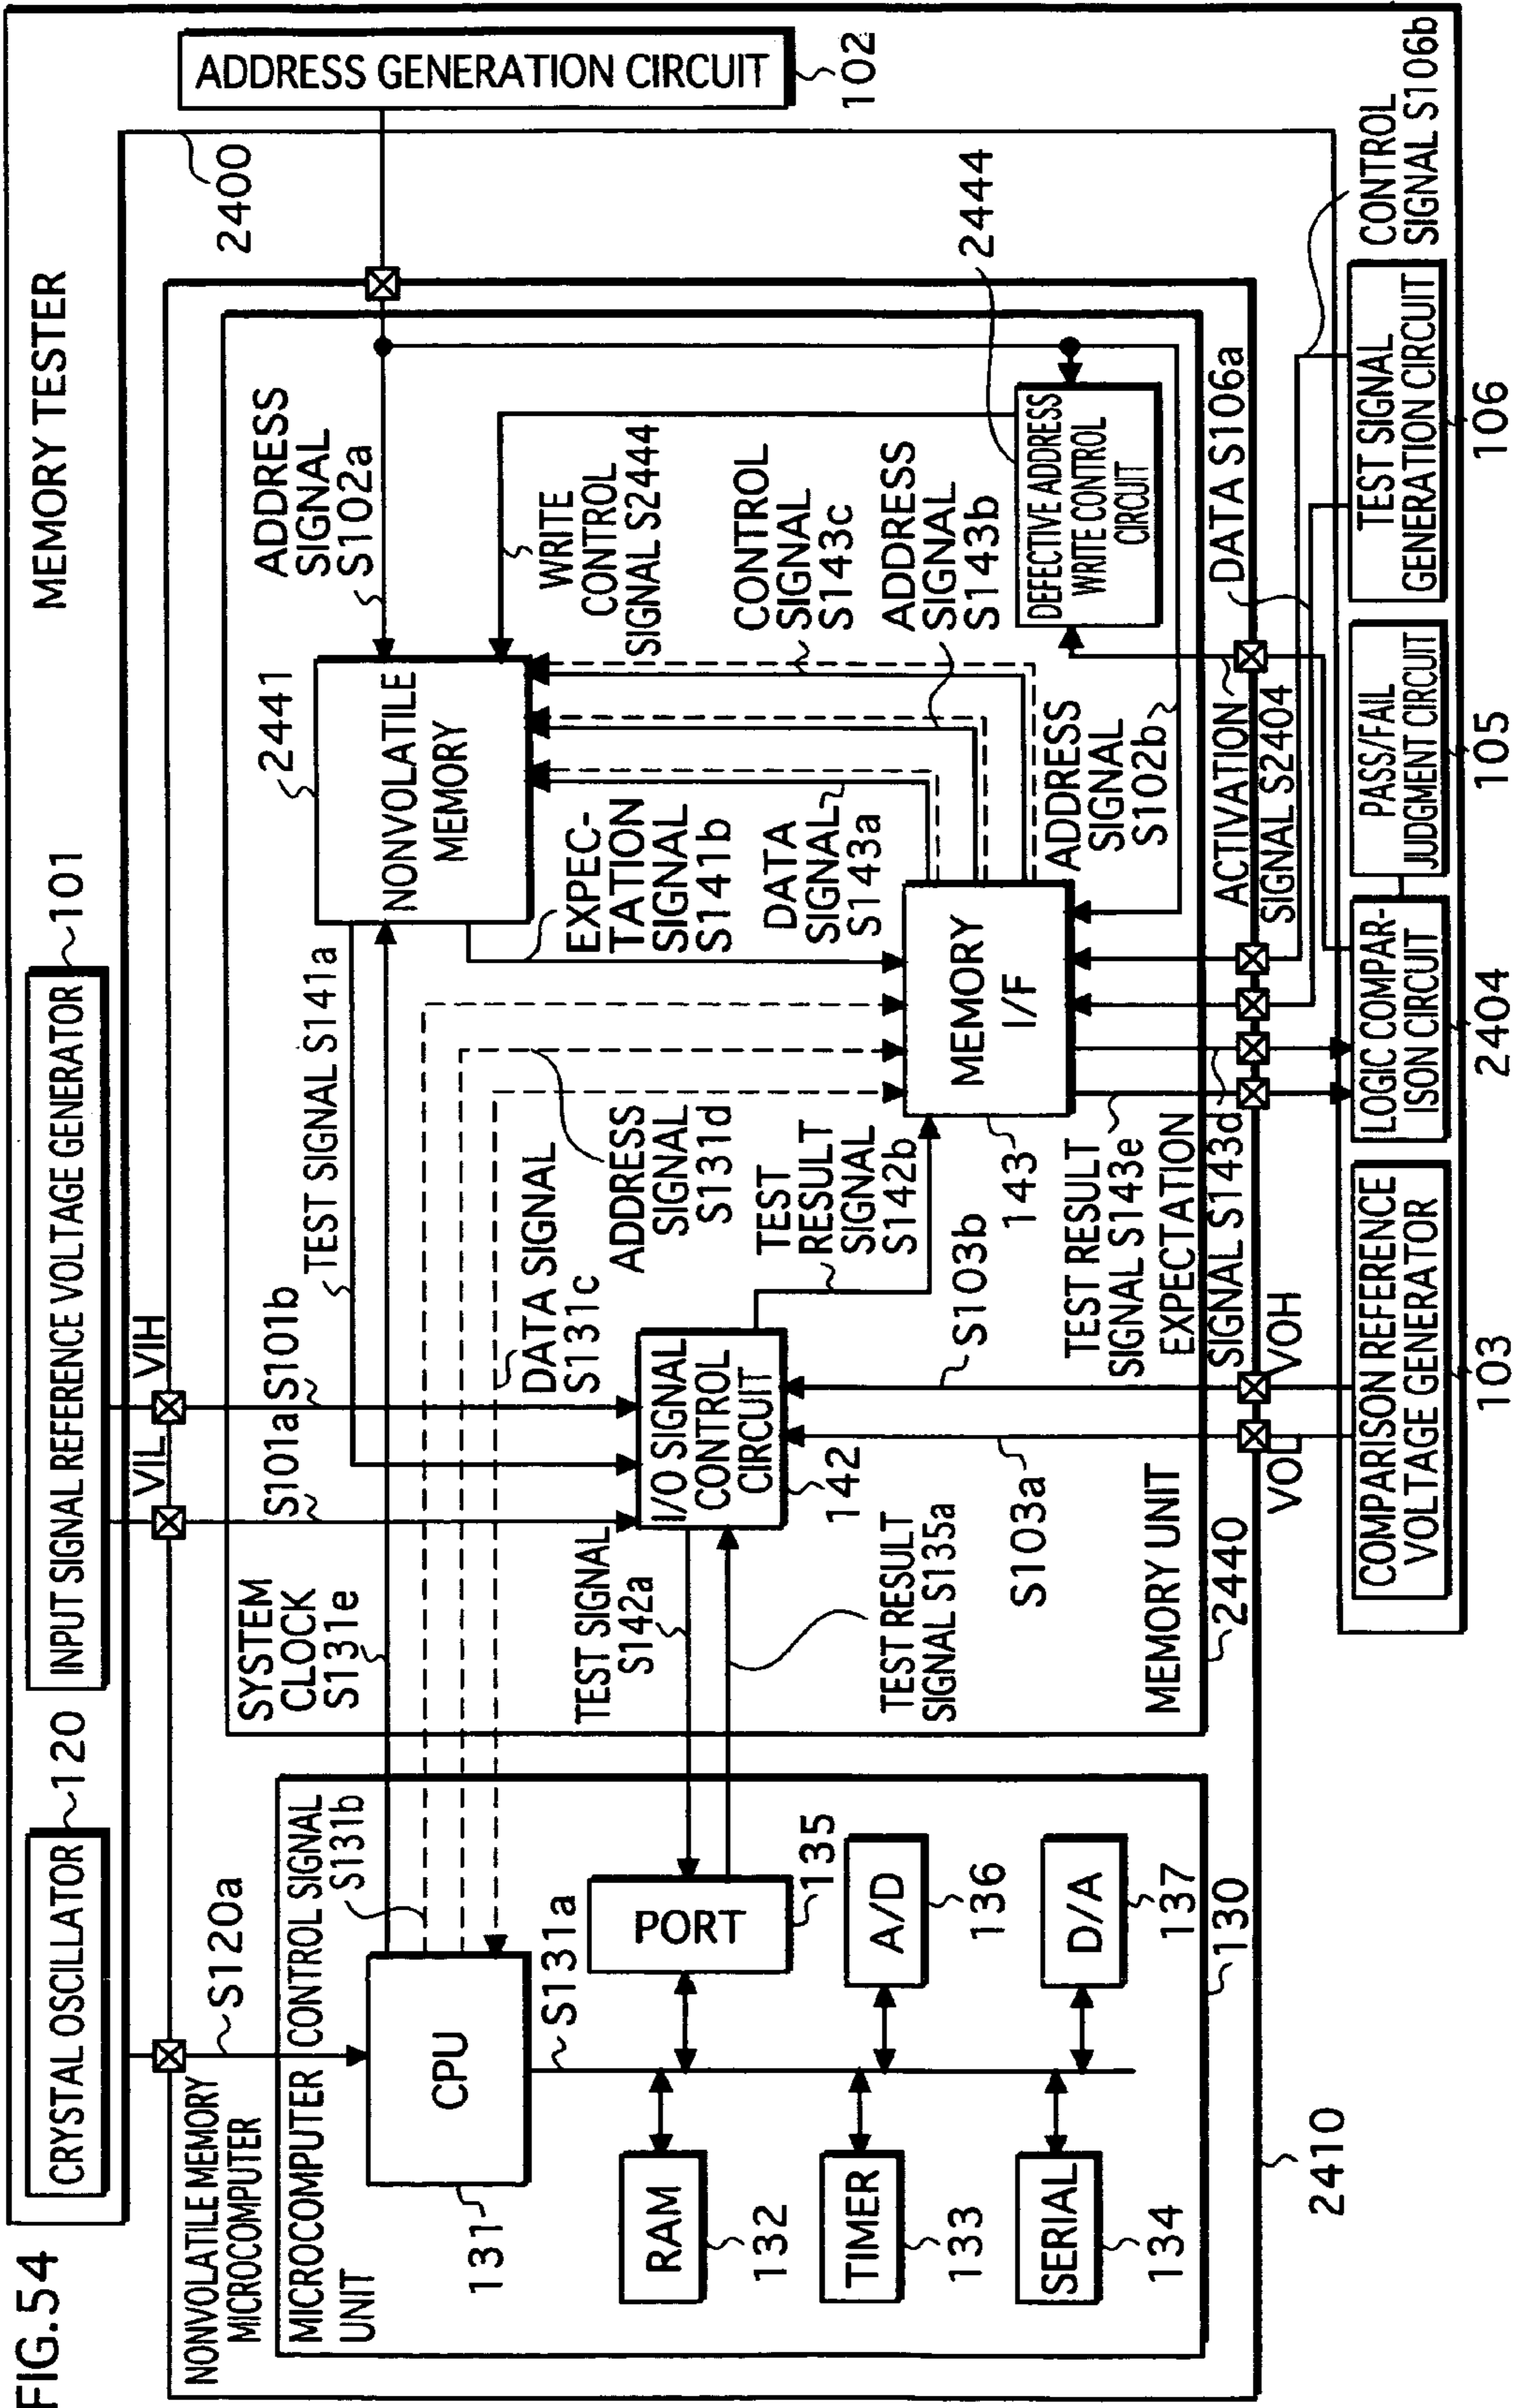 FIG.54
MEMORY TESTER
CRYSTAL OSCILLATOR
120
INPUT SIGNAL REFERENCE VOLTAGE GENERATOR
101
ADDRESS GENERATION CIRCUIT
102
2400
VIL
VIH
NONVOLATILE MEMORY
MICROCOMPUTER
S120a
MICROCOMPUTER
UNIT
CONTROL SIGNAL
S131b
CPU
131
S131a
RAM
132
TIMER
133
SERIAL
134
PORT
135
A/D
136
D/A
137
130
2410
SYSTEM
CLOCK
S131e
S101a
S101b
TEST SIGNAL S141a
2441
NONVOLATILE
MEMORY
ADDRESS
SIGNAL
S102a
WRITE
CONTROL
SIGNAL S2444
2444
DATA SIGNAL
S131c
ADDRESS
SIGNAL
S131d
EXPEC-
TATION
SIGNAL
S141b
DATA
SIGNAL
S143a
CONTROL
SIGNAL
S143c
ADDRESS
SIGNAL
S143b
DEFECTIVE ADDRESS
WRITE CONTROL
CIRCUIT
TEST SIGNAL
S142a
I/O SIGNAL
CONTROL
CIRCUIT
142
TEST
RESULT
SIGNAL
S142b
MEMORY
I/F
143
TEST RESULT
SIGNAL S135a
S103a
S103b
ADDRESS
SIGNAL
S102b
MEMORY UNIT
2440
TEST RESULT
SIGNAL S143e
EXPECTATION
SIGNAL S143d
ACTIVATION
SIGNAL S2404
DATA S106a
CONTROL
SIGNAL S106b
VOL
VOH
COMPARISON REFERENCE
VOLTAGE GENERATOR
103
LOGIC COMPAR-
ISON CIRCUIT
2404
PASS/FAIL
JUDGMENT CIRCUIT
105
TEST SIGNAL
GENERATION CIRCUIT
106